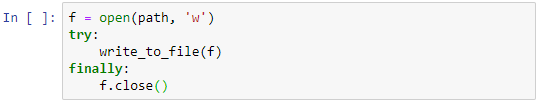 In [ ]: f = open(path, 'w')
try:
    write_to_file(f)
finally:
    f.close()